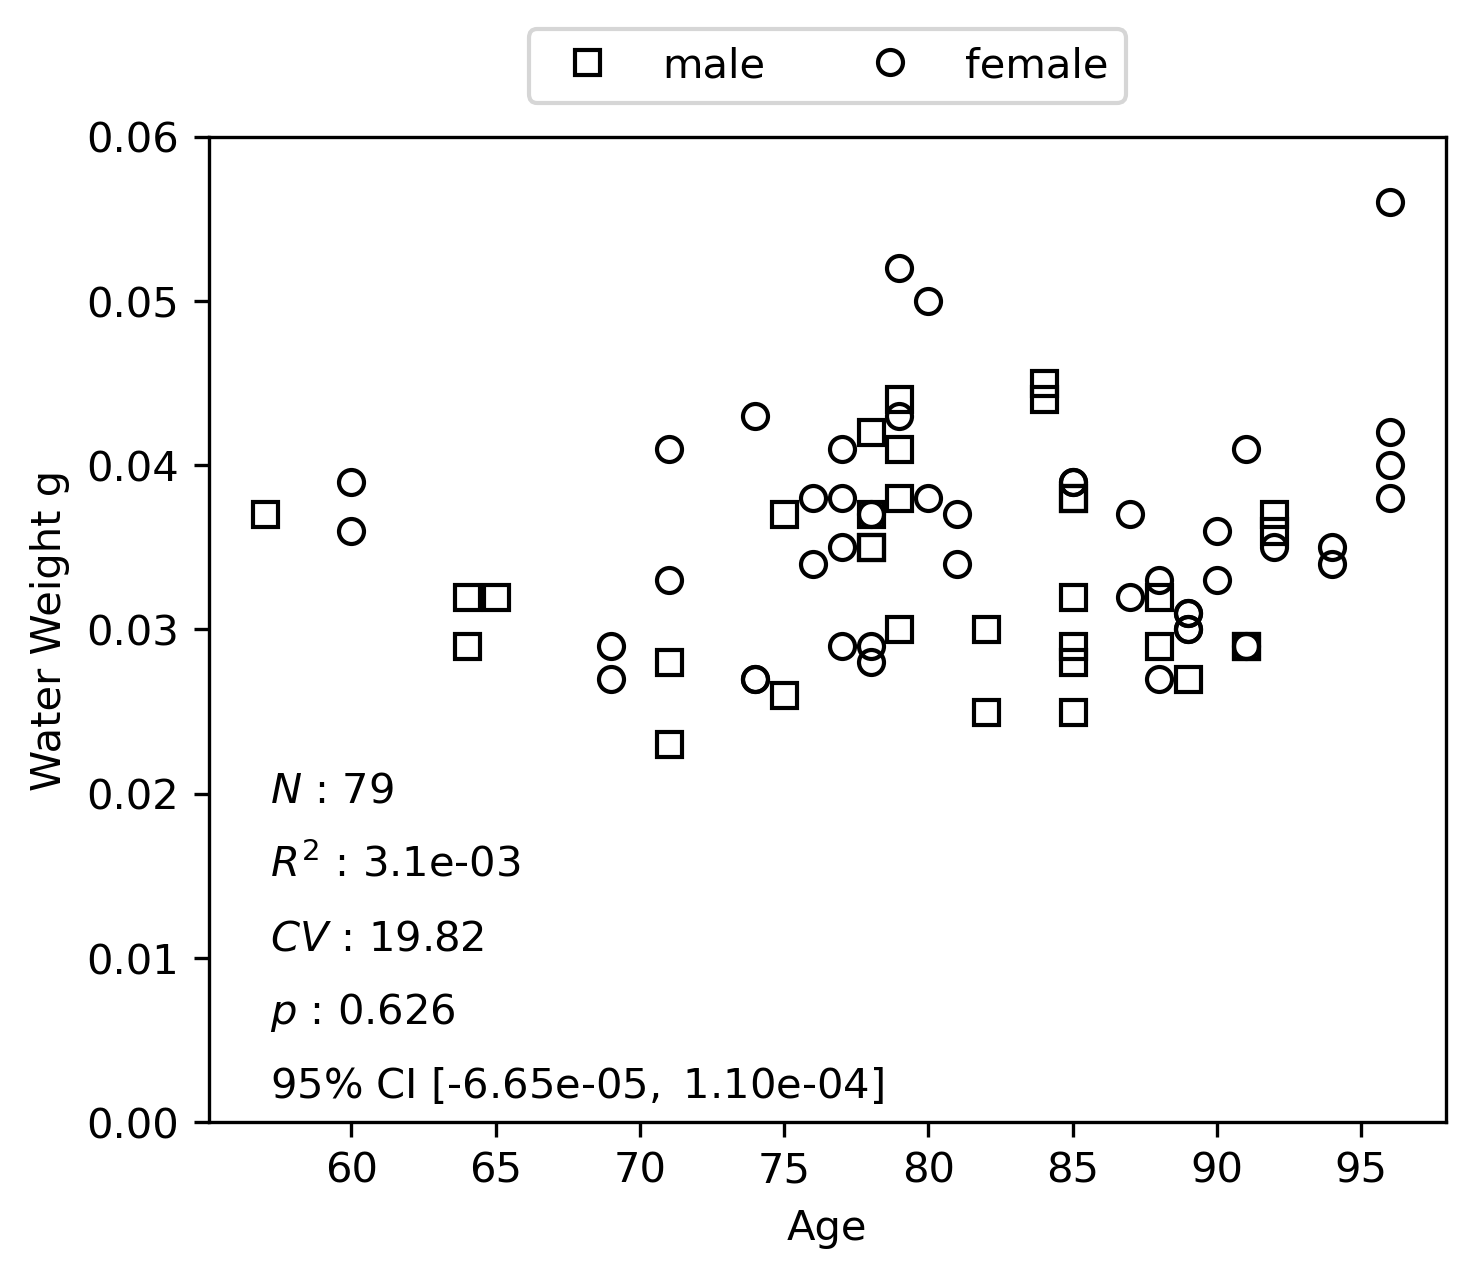 male female
0.06
0.05
0.04
0.03
0.02
0.01
0.00
Water Weight g
N : 79
R² : 3.1e-03
CV : 19.82
p : 0.626
95% CI [-6.65e-05, 1.10e-04]
60 65 70 75 80 85 90 95
Age